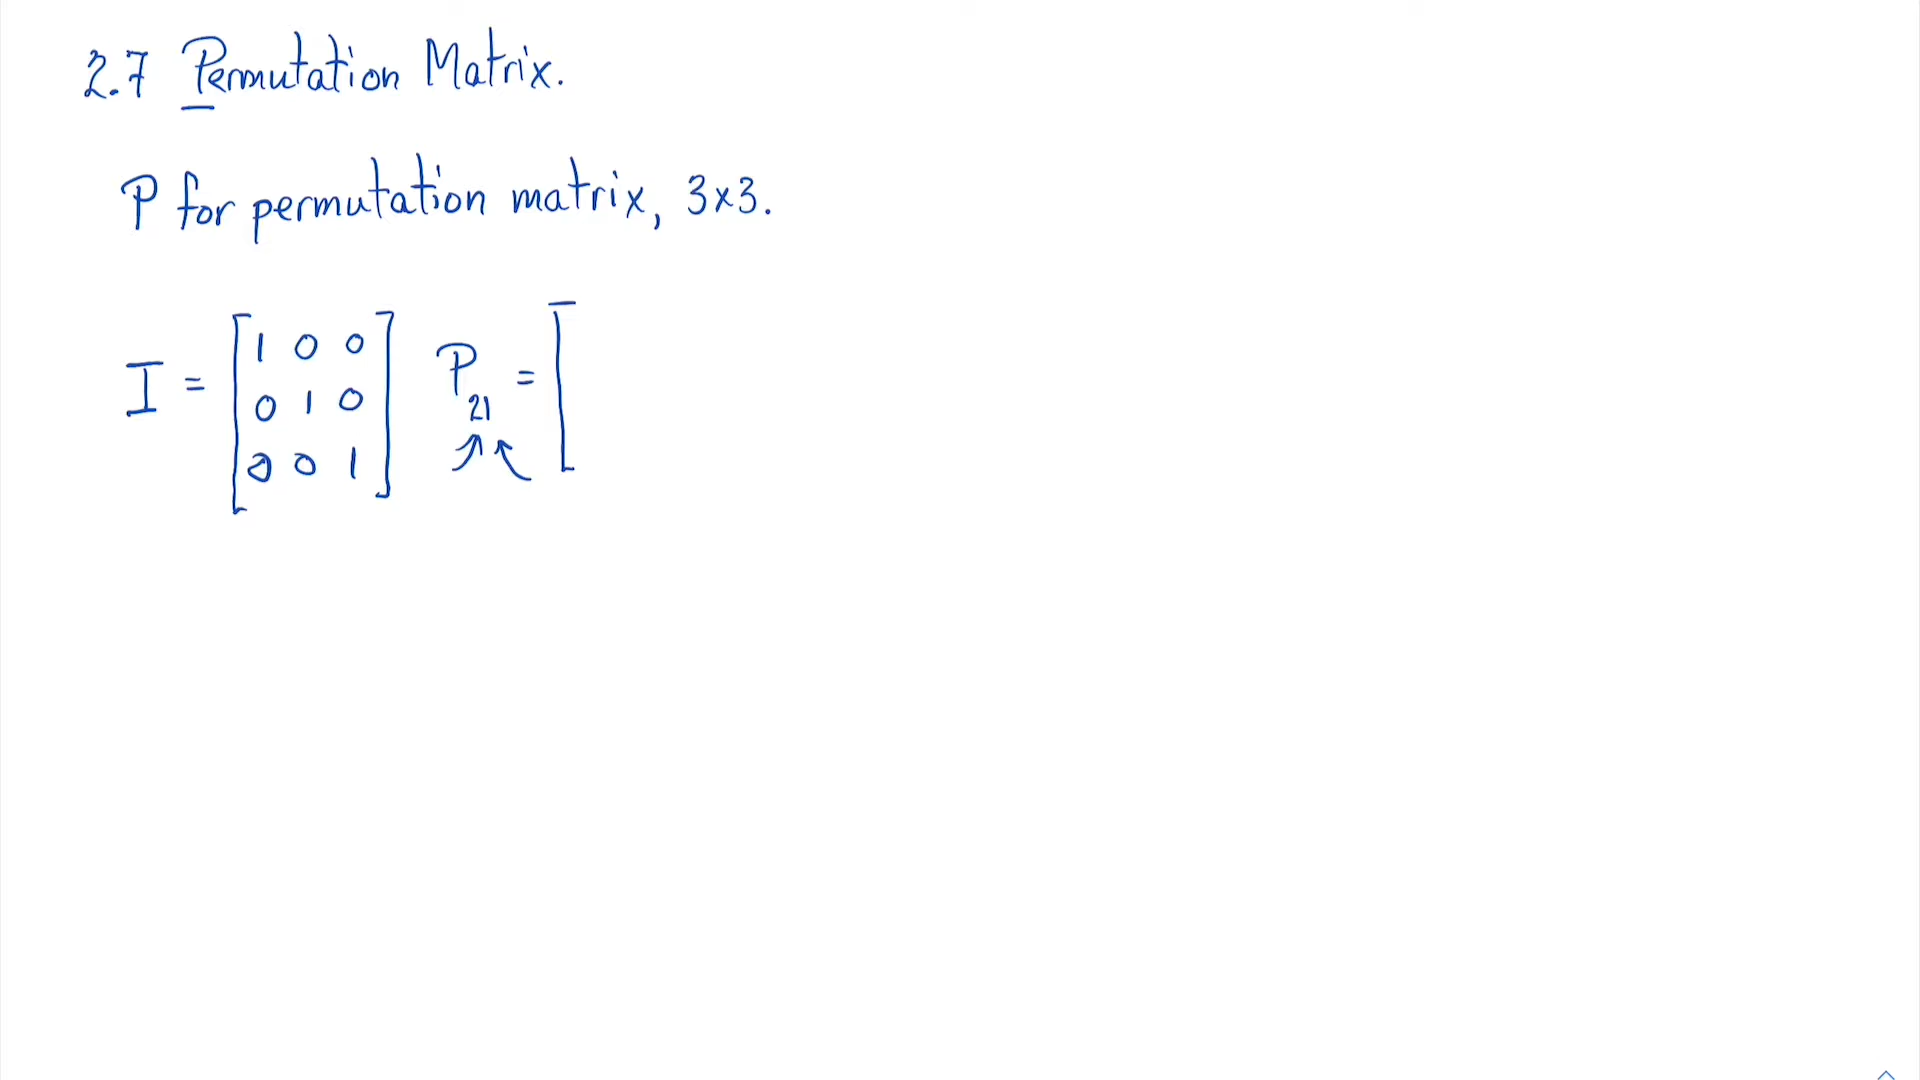 2.7 Permutation Matrix.
P for permutation matrix, 3x3.
I = [1 0 0 P21 = [
0 1 0
0 0 1]